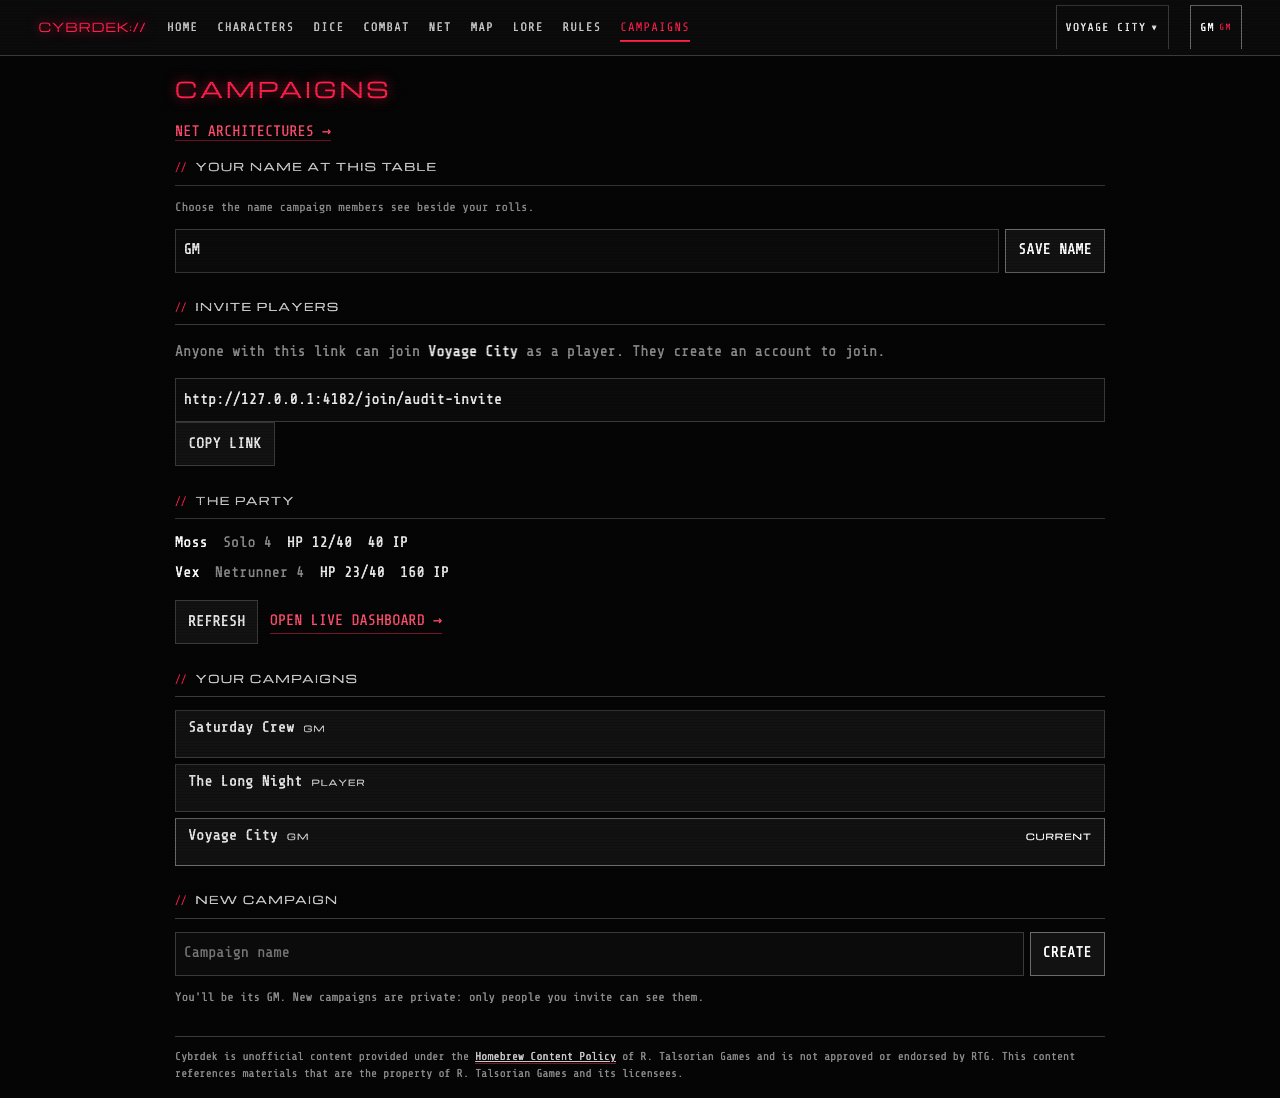 CYBRDEK://
HOME CHARACTERS DICE COMBAT NET MAP LORE RULES CAMPAIGNS
VOYAGE CITY ▾
GM GM
CAMPAIGNS
NET ARCHITECTURES →
// YOUR NAME AT THIS TABLE
Choose the name campaign members see beside your rolls.
GM
SAVE NAME
// INVITE PLAYERS
Anyone with this link can join Voyage City as a player. They create an account to join.
http://127.0.0.1:4182/join/audit-invite
COPY LINK
// THE PARTY
Moss Solo 4 HP 12/40 40 IP
Vex Netrunner 4 HP 23/40 160 IP
REFRESH OPEN LIVE DASHBOARD →
// YOUR CAMPAIGNS
Saturday Crew GM
The Long Night PLAYER
Voyage City GM CURRENT
// NEW CAMPAIGN
Campaign name
CREATE
You'll be its GM. New campaigns are private: only people you invite can see them.
Cybrdek is unofficial content provided under the Homebrew Content Policy of R. Talsorian Games and is not approved or endorsed by RTG. This content
references materials that are the property of R. Talsorian Games and its licensees.